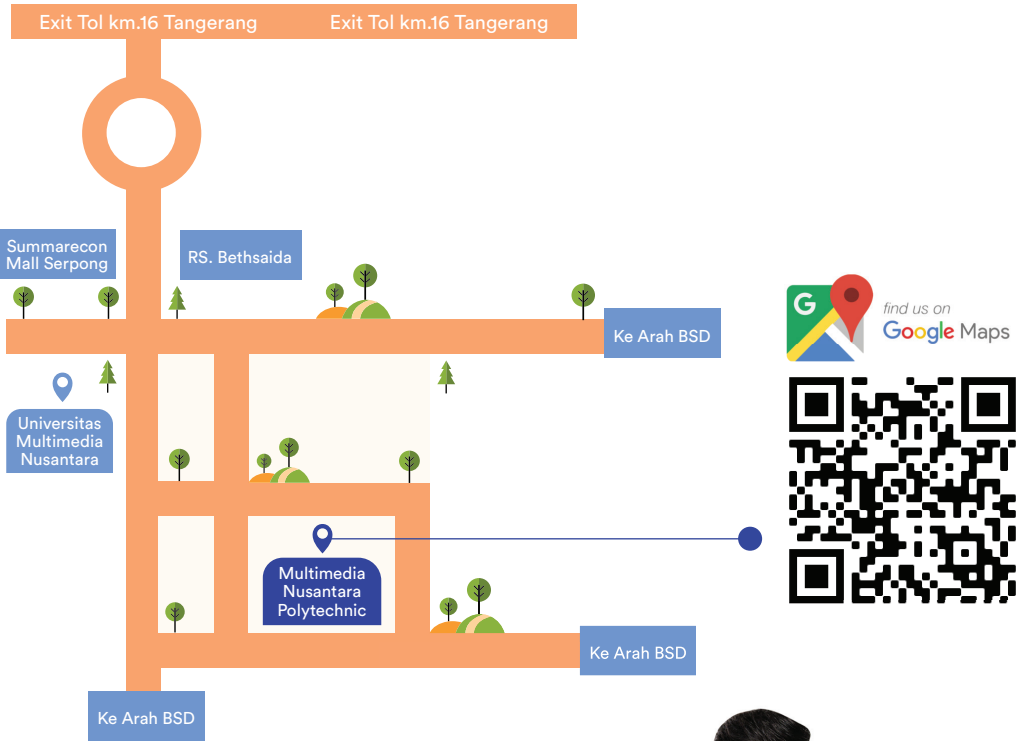 Exit Tol km.16 Tangerang
Exit Tol km.16 Tangerang
Summarecon
Mall Serpong
RS. Bethsaida
Ke Arah BSD
G
find us on
Google Maps
Universitas
Multimedia
Nusantara
Multimedia
Nusantara
Polytechnic
Ke Arah BSD
Ke Arah BSD